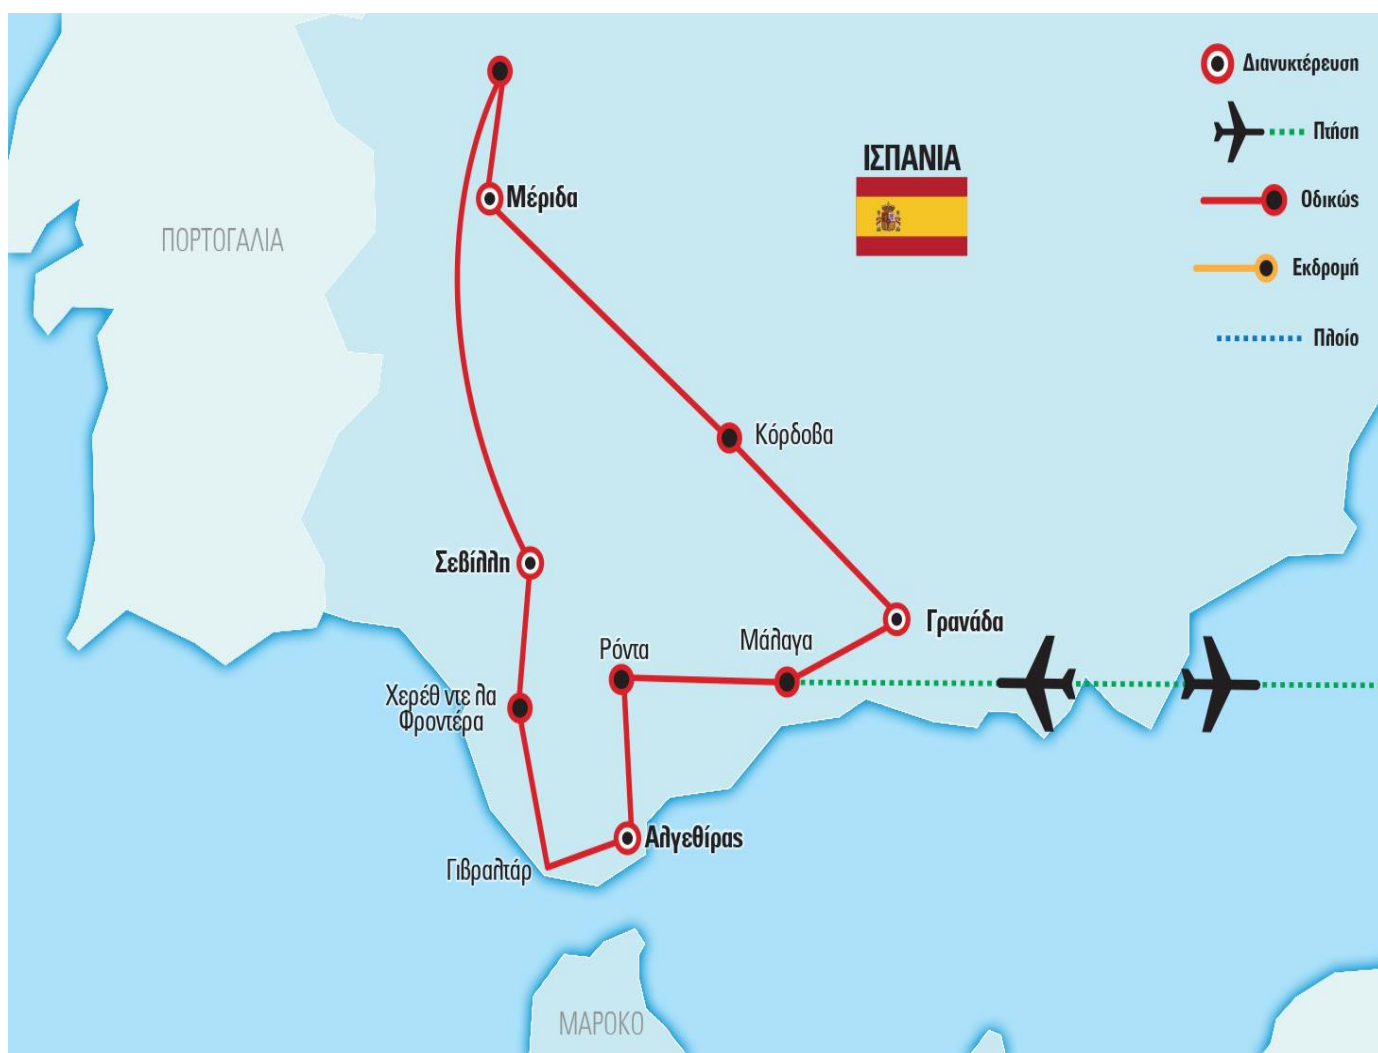 Διανυκτέρευση
Πτήση
ΙΣΠΑΝΙΑ
Μέριδα
Οδικώς
ΠΟΡΤΟΓΑΛΙΑ
Εκδρομή
Πλοίο
Κόρδοβα
Σεβίλλη
Γρανάδα
Μάλαγα
Ρόντα
Χερέθ ντε λα
Φροντέρα
Αλγεθίρας
Γιβραλτάρ
ΜΑΡΟΚΟ